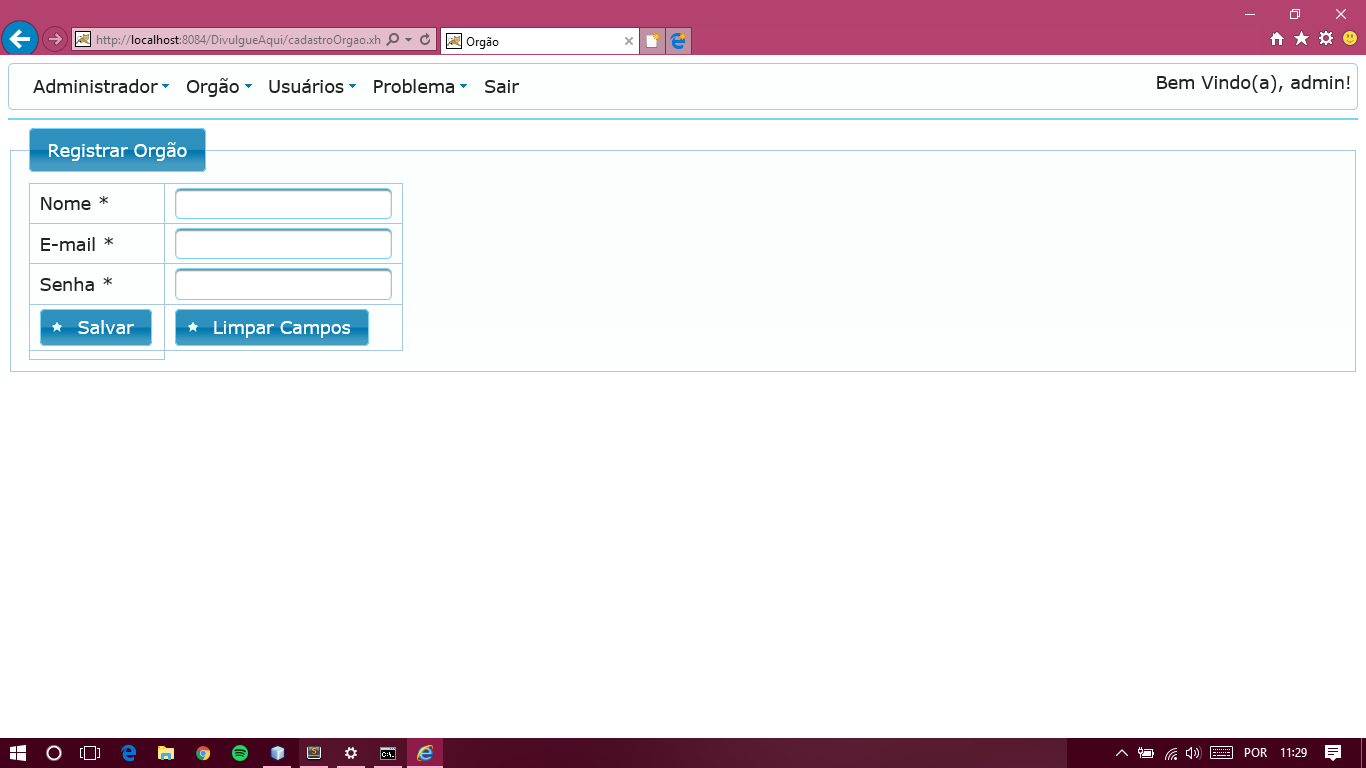 http://localhost:8084/DivulgueAqui/cadastroOrgao.xh
Orgão
Administrador Orgão Usuários Problema Sair
Bem Vindo(a), admin!
Registrar Orgão
Nome *
E-mail *
Senha *
Salvar Limpar Campos
POR 11:29